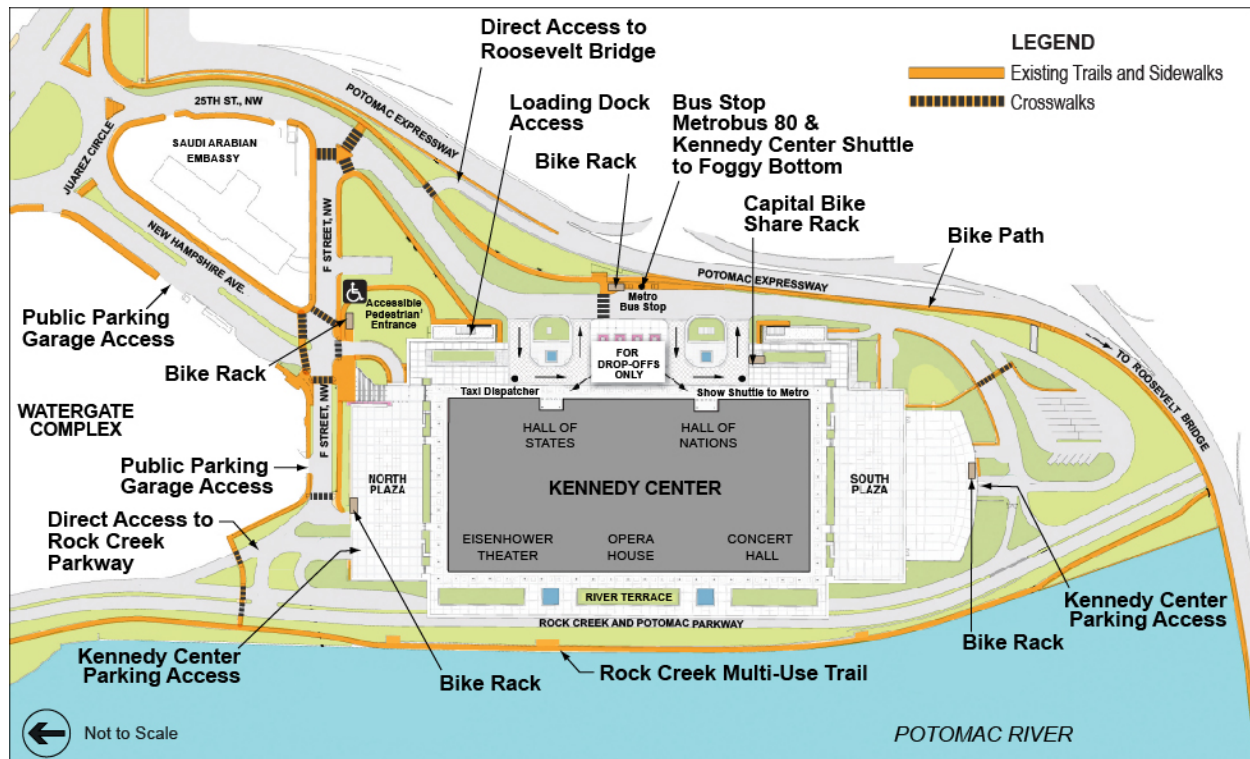 Direct Access to
Roosevelt Bridge
LEGEND
Existing Trails and Sidewalks
Crosswalks
25TH ST., NW
POTOMAC EXPRESSWAY
Loading Dock
Access
Bus Stop
Metrobus 80 &
Kennedy Center Shuttle
to Foggy Bottom
Bike Rack
SAUDI ARABIAN
EMBASSY
JUAREZ CIRCLE
Capital Bike
Share Rack
Bike Path
F STREET, NW
NEW HAMPSHIRE AVE.
POTOMAC EXPRESSWAY
Metro
Bus Stop
Accessible
Pedestrian'
Entrance
Public Parking
Garage Access
Bike Rack
FOR
DROP-OFFS
ONLY
TO ROOSEVELT BRIDGE
Taxi Dispatcher
Show Shuttle to Metro
WATERGATE
COMPLEX
F STREET, NW
HALL OF
STATES
HALL OF
NATIONS
Public Parking
Garage Access
NORTH
PLAZA
KENNEDY CENTER
SOUTH
PLAZA
Direct Access to
Rock Creek
Parkway
EISENHOWER
THEATER
OPERA
HOUSE
CONCERT
HALL
RIVER TERRACE
Kennedy Center
Parking Access
ROCK CREEK AND POTOMAC PARKWAY
Bike Rack
Kennedy Center
Parking Access
Bike Rack
Rock Creek Multi-Use Trail
Not to Scale
POTOMAC RIVER